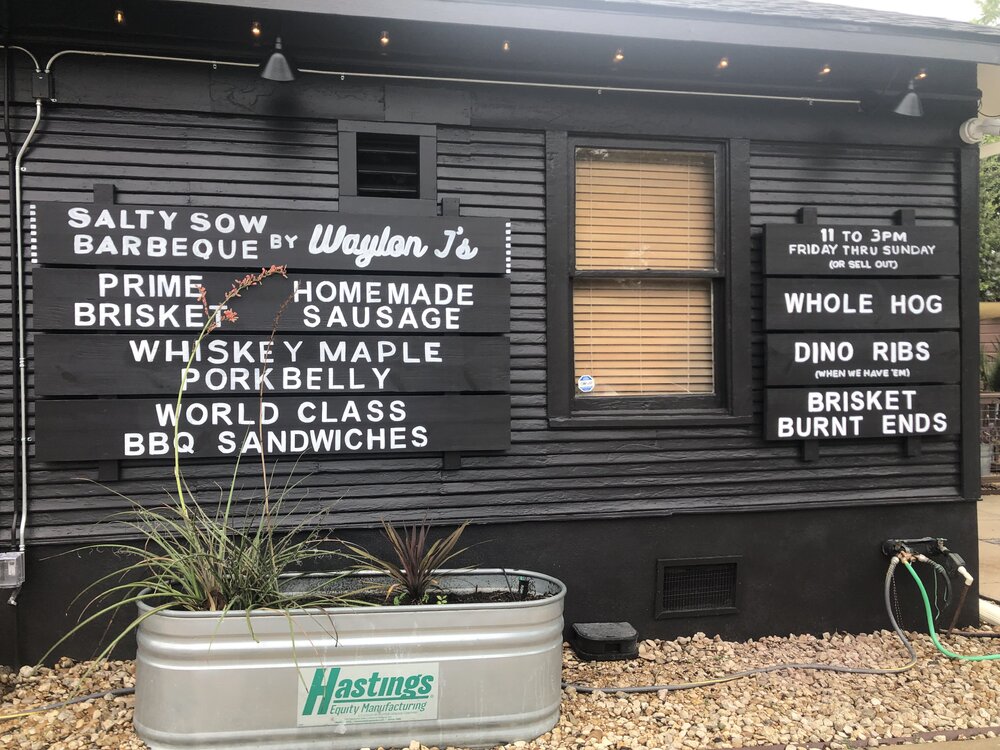 SALTY SOW
BARBEQUE BY Waylon J's
PRIME HOMEMADE
BRISKET SAUSAGE
WHISKEY MAPLE
PORK BELLY
WORLD CLASS
BBQ SANDWICHES
11 TO 3PM
FRIDAY THRU SUNDAY
(OR SELL OUT)
WHOLE HOG
DINO RIBS
(WHEN WE HAVE 'EM)
BRISKET
BURNT ENDS
Hastings
Equity Manufacturing